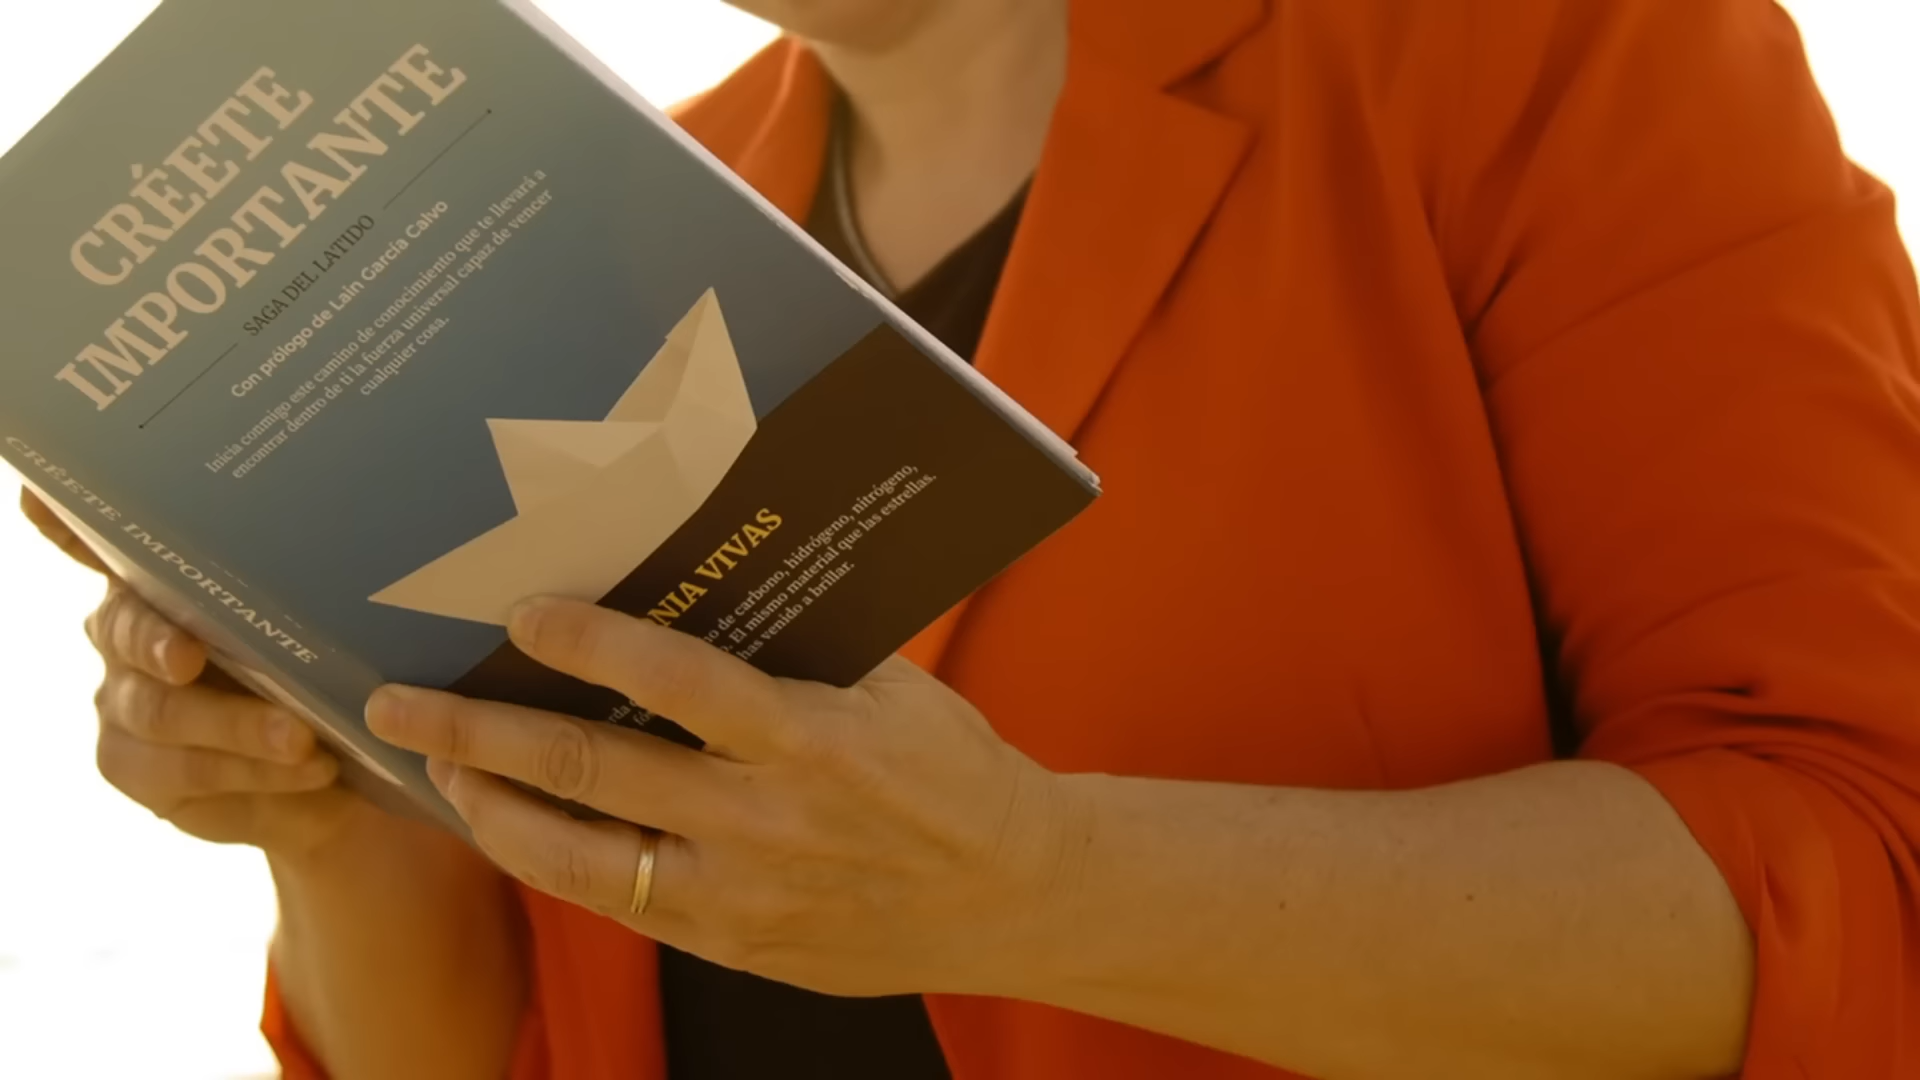 CRÉETE
IMPORTANTE
SAGA DEL LATIDO
Con prólogo de Laín García Calvo
Inicia conmigo este camino de conocimiento que te llevará a
encontrar dentro de ti la fuerza universal capaz de vencer
cualquier cosa.
NIA VIVAS
de carbono, hidrógeno, nitrógeno,
El mismo material que las estrellas.
has venido a brillar.
CRÉETE IMPORTANTE